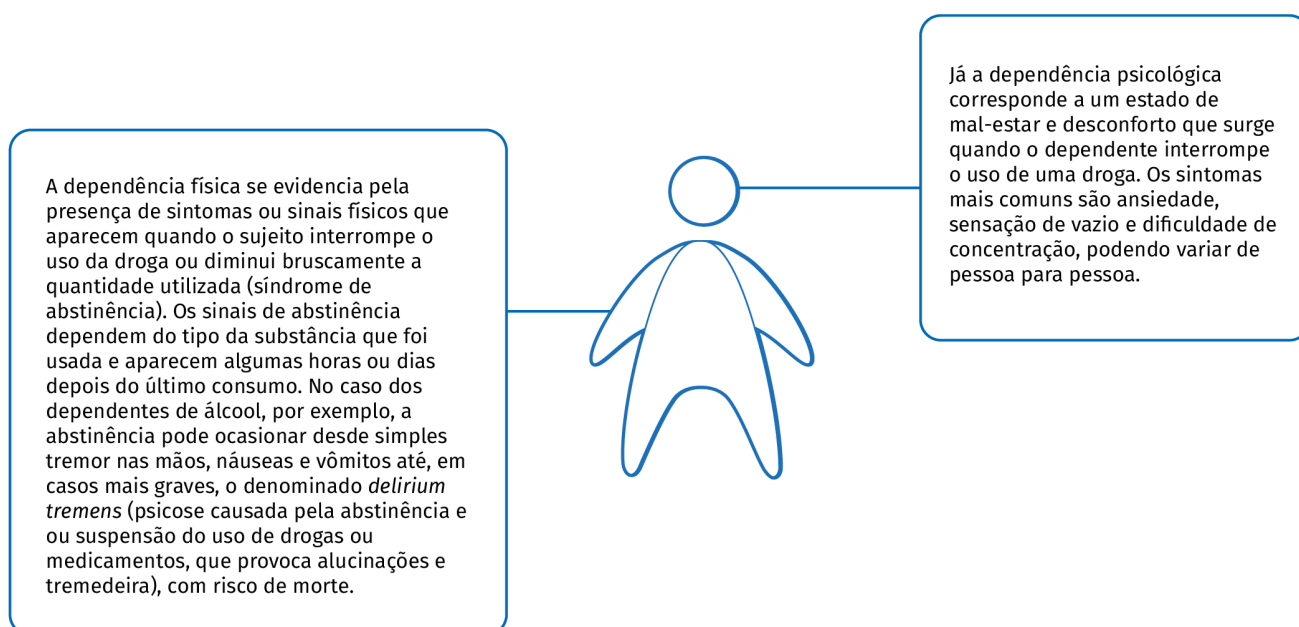 A dependência física se evidencia pela
presença de sintomas ou sinais físicos que
aparecem quando o sujeito interrompe o
uso da droga ou diminui bruscamente a
quantidade utilizada (síndrome de
abstinência). Os sinais de abstinência
dependem do tipo da substância que foi
usada e aparecem algumas horas ou dias
depois do último consumo. No caso dos
dependentes de álcool, por exemplo, a
abstinência pode ocasionar desde simples
tremor nas mãos, náuseas e vômitos até, em
casos mais graves, o denominado delirium
tremens (psicose causada pela abstinência e
ou suspensão do uso de drogas ou
medicamentos, que provoca alucinações e
tremedeira), com risco de morte.
Já a dependência psicológica
corresponde a um estado de
mal-estar e desconforto que surge
quando o dependente interrompe
o uso de uma droga. Os sintomas
mais comuns são ansiedade,
sensação de vazio e dificuldade de
concentração, podendo variar de
pessoa para pessoa.